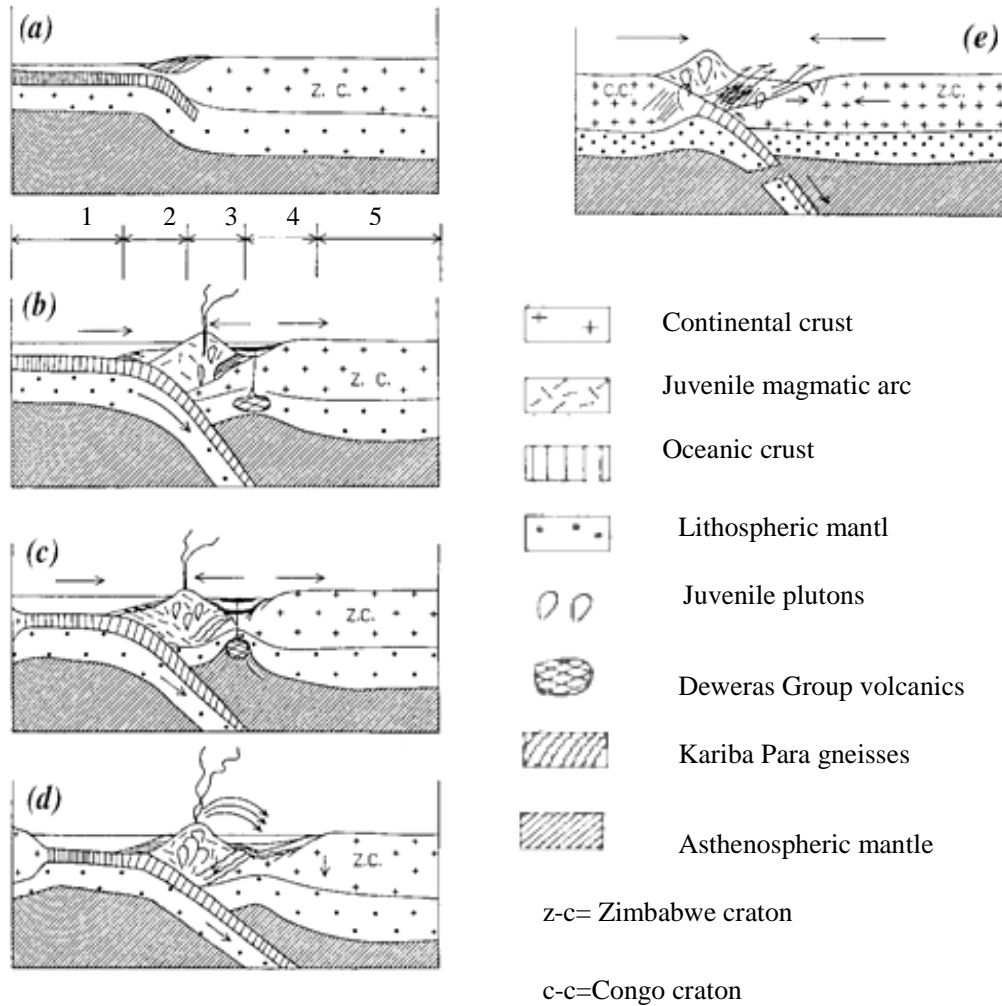 (a)
Z. C.
1 2 3 4 5
(b)
Z. C.
(c)
Z.C.
(d)
Z.C.
(e)
C.C.
Z.C.
Continental crust
Juvenile magmatic arc
Oceanic crust
Lithospheric mantl
Juvenile plutons
Deweras Group volcanics
Kariba Para gneisses
Asthenospheric mantle
z-c= Zimbabwe craton
c-c=Congo craton